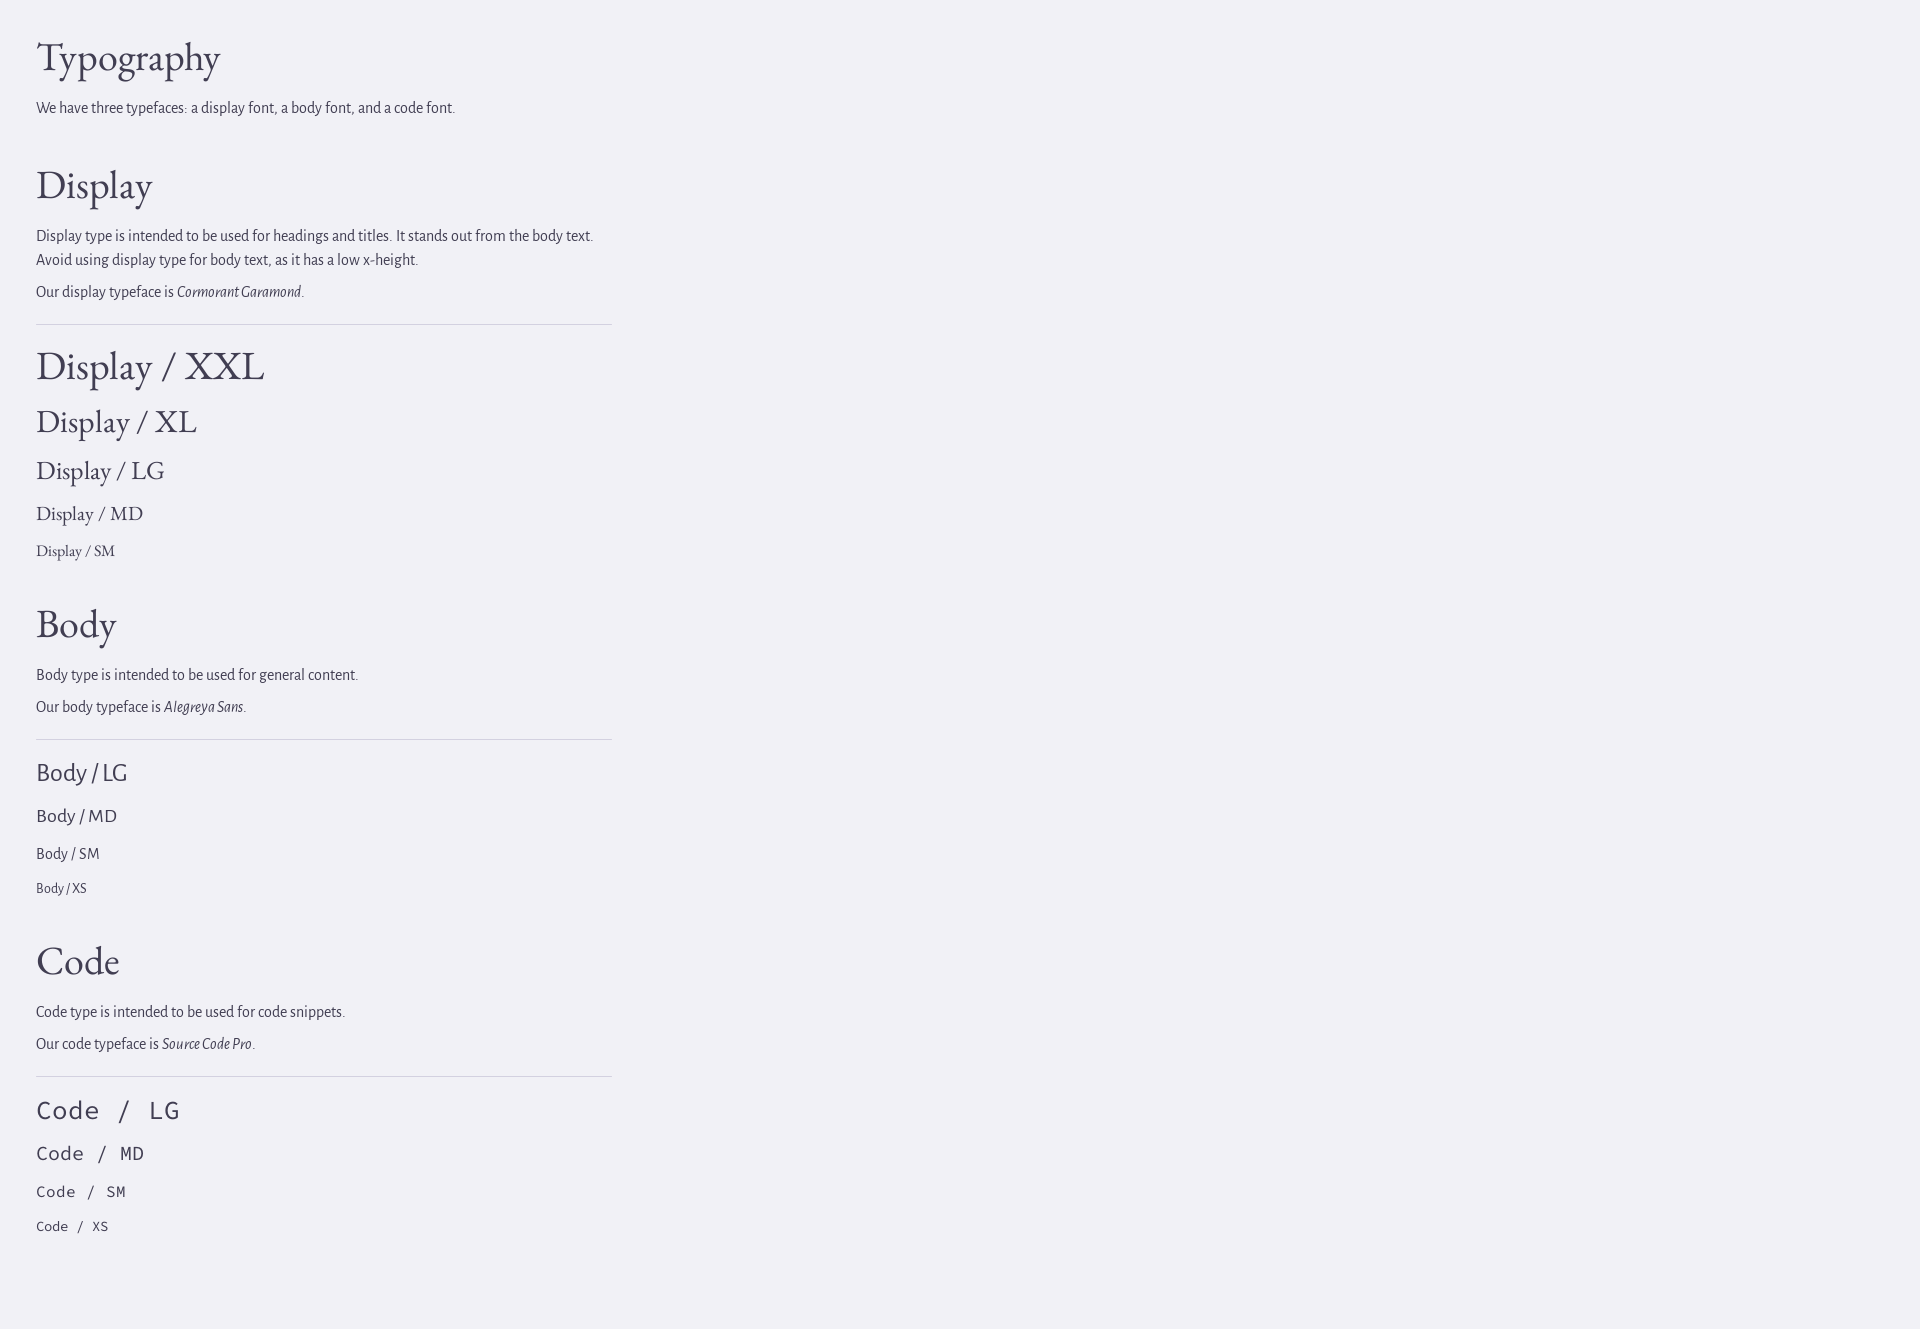 Typography
We have three typefaces: a display font, a body font, and a code font.
Display
Display type is intended to be used for headings and titles. It stands out from the body text.
Avoid using display type for body text, as it has a low x-height.
Our display typeface is Cormorant Garamond.
Display / XXL
Display / XL
Display / LG
Display / MD
Display / SM
Body
Body type is intended to be used for general content.
Our body typeface is Alegreya Sans.
Body / LG
Body / MD
Body / SM
Body / XS
Code
Code type is intended to be used for code snippets.
Our code typeface is Source Code Pro.
Code / LG
Code / MD
Code / SM
Code / XS